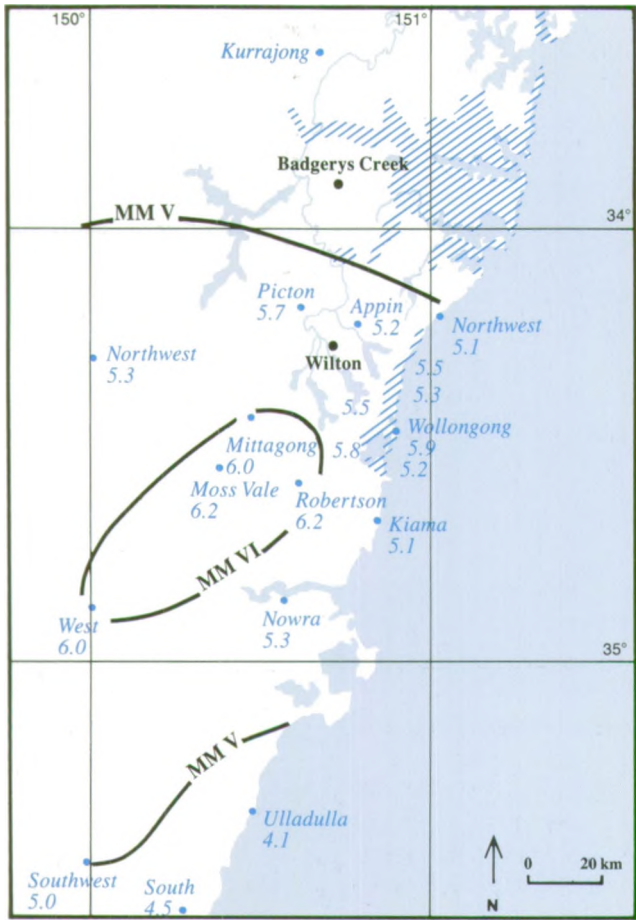 150°
151°
Kurrajong
Badgerys Creek
MM V
34°
Picton
5.7
Appin
5.2
Northwest
5.1
Wilton
Northwest
5.3
5.5
5.3
5.5
Wollongong
5.9
5.2
5.8
Mittagong
6.0
Moss Vale
6.2
Robertson
6.2
Kiama
5.1
MM VI
West
6.0
Nowra
5.3
35°
MM V
Ulladulla
4.1
Southwest
5.0
South
4.5
N
0 20 km